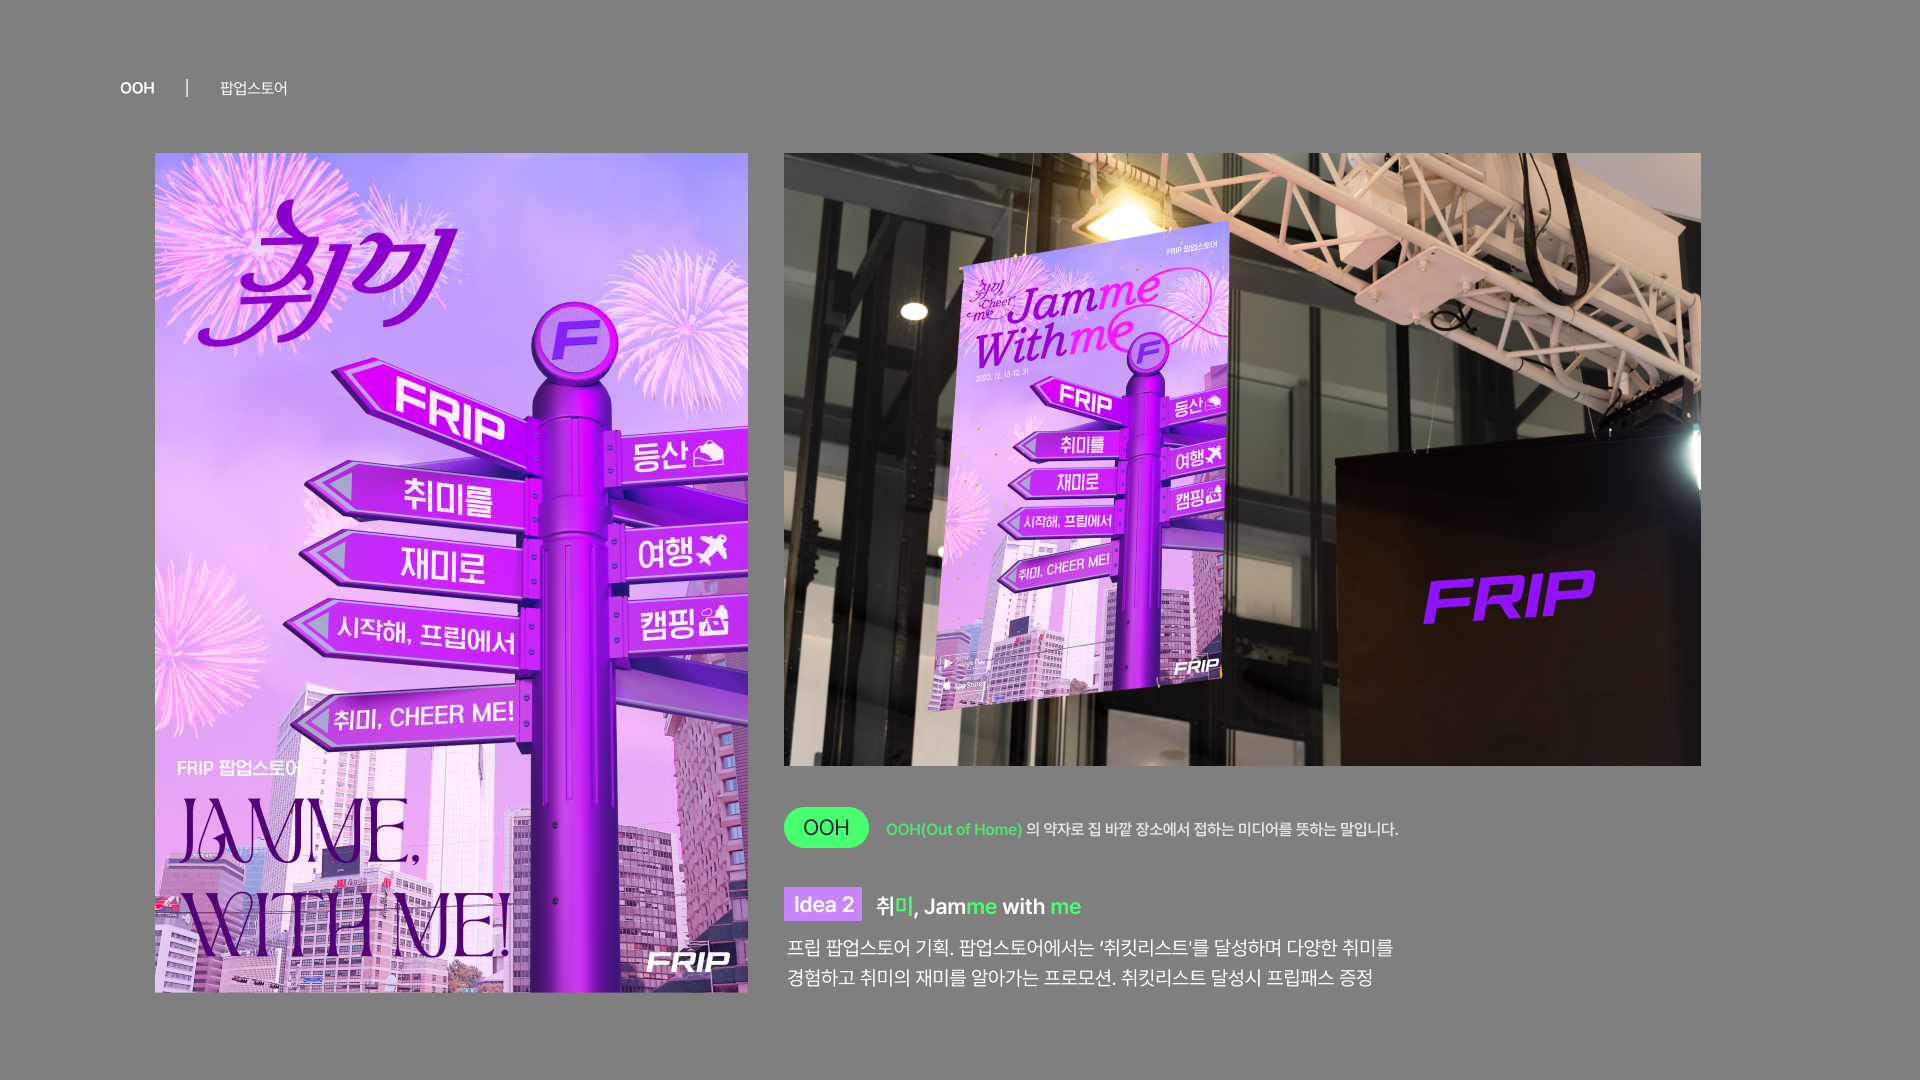 OOH | 팝업스토어
취미
F
FRIP
취미를
재미로
시작해, 프립에서
취미, CHEER ME!
등산
여행
캠핑
FRIP 팝업스토어
JAMME,
WITH ME!
FRIP
FRIP 팝업스토어
취미,
Cheer
me
Jamme
With me
2023. 12. 15-12. 31
F
FRIP
취미를
재미로
시작해, 프립에서
취미, CHEER ME!
등산
여행
캠핑
Google Play
App Store
FRIP
FRIP
OOH
OOH(Out of Home) 의 약자로 집 바깥 장소에서 접하는 미디어를 뜻하는 말입니다.
Idea 2 취미, Jamme with me
프립 팝업스토어 기획. 팝업스토어에서는 ‘취킷리스트'를 달성하며 다양한 취미를
경험하고 취미의 재미를 알아가는 프로모션. 취킷리스트 달성시 프립패스 증정